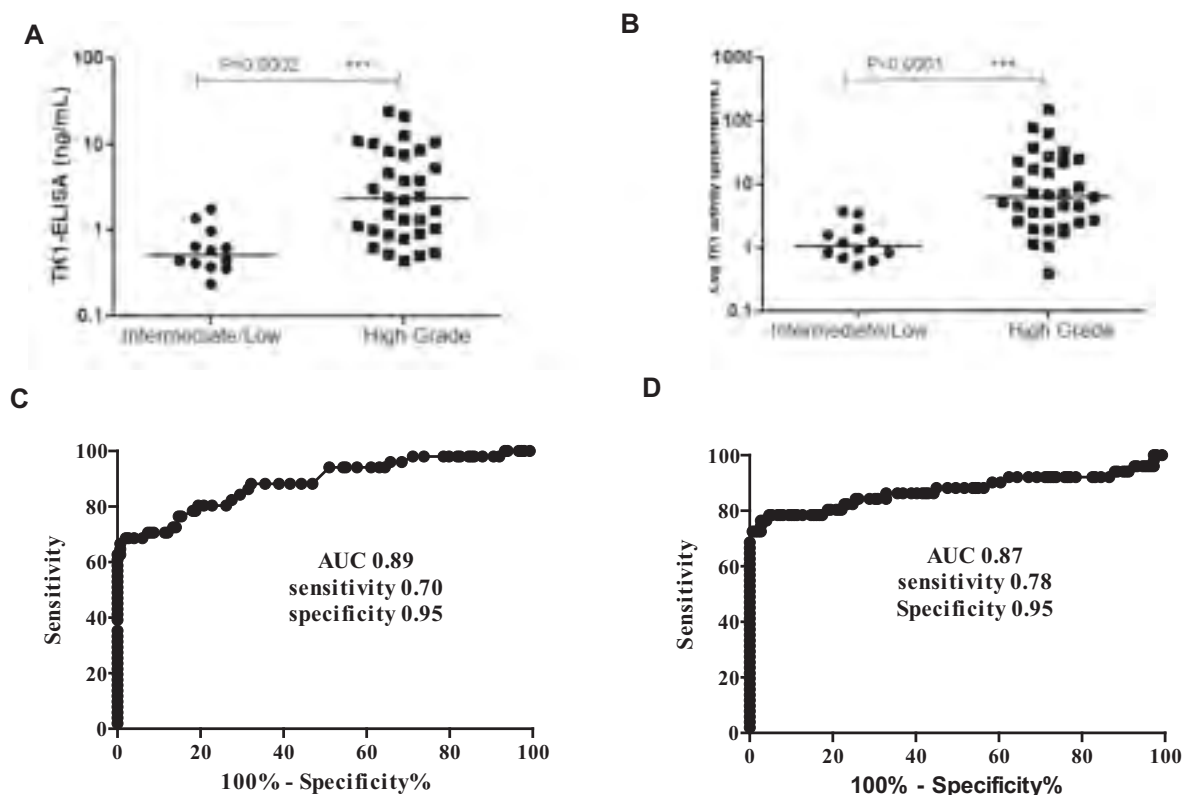 A
TK1-ELISA (ng/mL)
100
10
1
0.1
P=0.0002 ***
Intermediate/Low High Grade
B
TK1 activity
1000
100
10
1
0.1
P<0.0001 ***
Intermediate/Low High Grade
C
Sensitivity
100
80
60
40
20
0
AUC 0.89
sensitivity 0.70
specificity 0.95
0 20 40 60 80 100
100% - Specificity%
D
Sensitivity
100
80
60
40
20
0
AUC 0.87
sensitivity 0.78
Specificity 0.95
0 20 40 60 80 100
100% - Specificity%